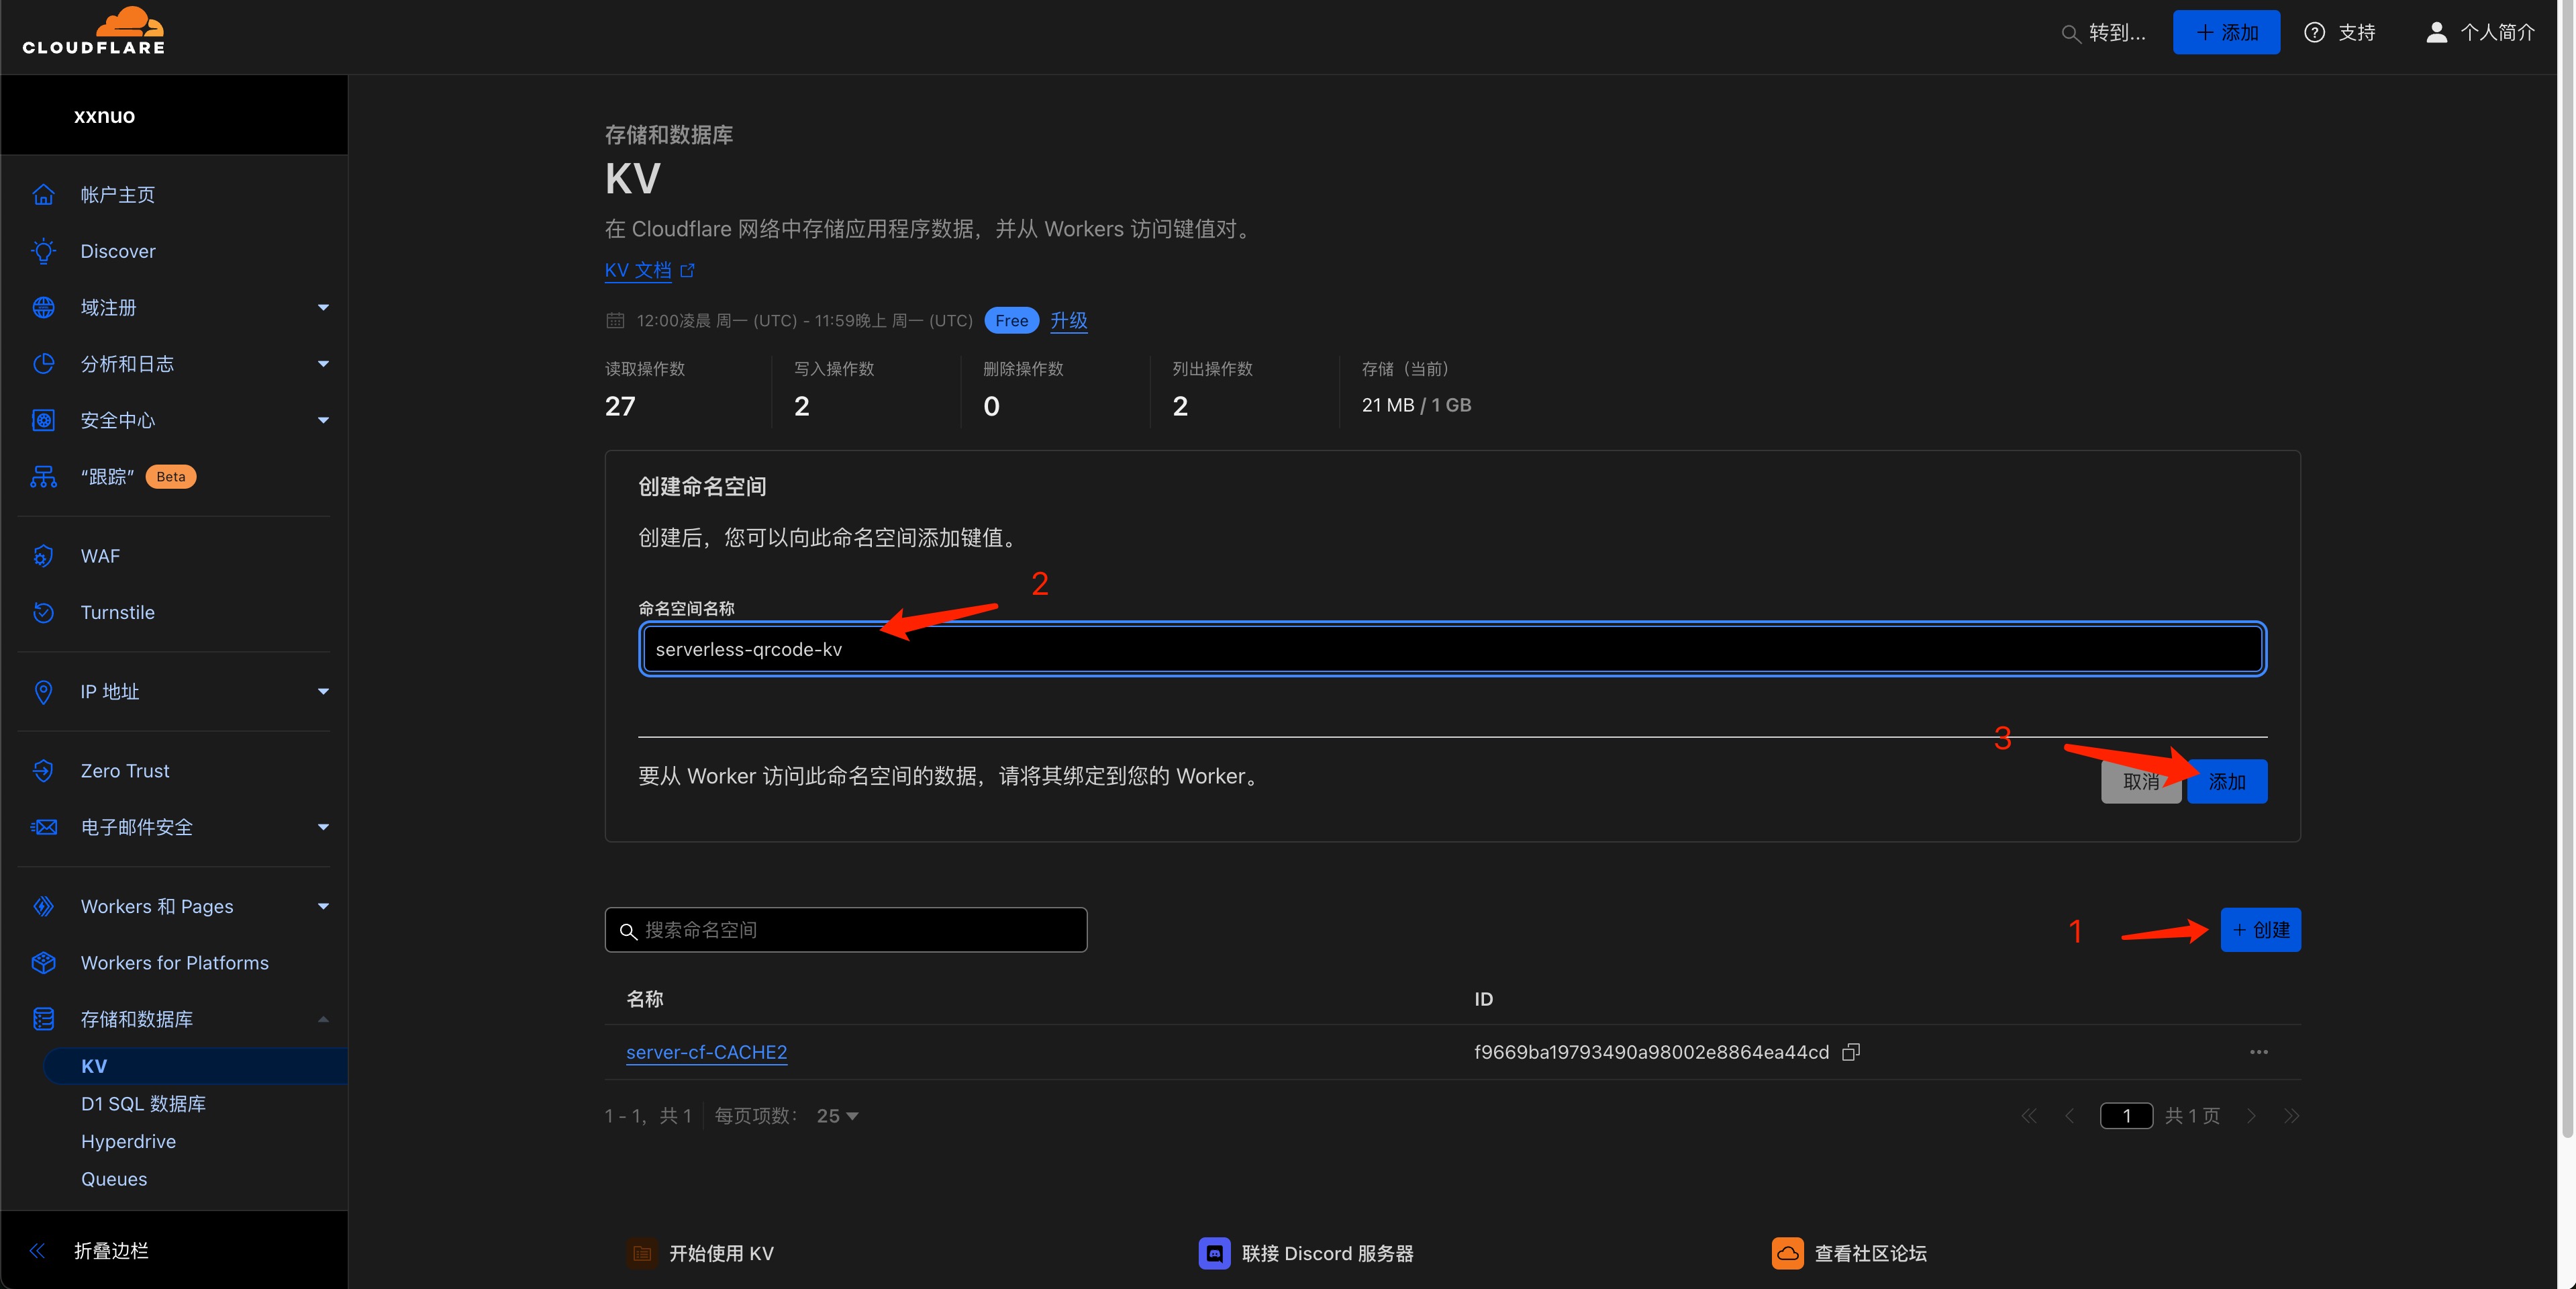 CLOUDFLARE
转到...
+ 添加
支持
个人简介
xxnuo
帐户主页
Discover
域注册
分析和日志
安全中心
“跟踪” Beta
WAF
Turnstile
IP 地址
Zero Trust
电子邮件安全
Workers 和 Pages
Workers for Platforms
存储和数据库
KV
D1 SQL 数据库
Hyperdrive
Queues
折叠边栏
存储和数据库
KV
在 Cloudflare 网络中存储应用程序数据，并从 Workers 访问键值对。
KV 文档
12:00凌晨 周一 (UTC) - 11:59晚上 周一 (UTC) Free 升级
读取操作数 写入操作数 删除操作数 列出操作数 存储（当前）
27 2 0 2 21 MB / 1 GB
创建命名空间
创建后，您可以向此命名空间添加键值。
2
命名空间名称
serverless-qrcode-kv
3
要从 Worker 访问此命名空间的数据，请将其绑定到您的 Worker。
取消 添加
搜索命名空间
1
+ 创建
名称 ID
server-cf-CACHE2 f9669ba19793490a98002e8864ea44cd
1 - 1，共 1 每页项数： 25
1 共 1 页
开始使用 KV
联接 Discord 服务器
查看社区论坛